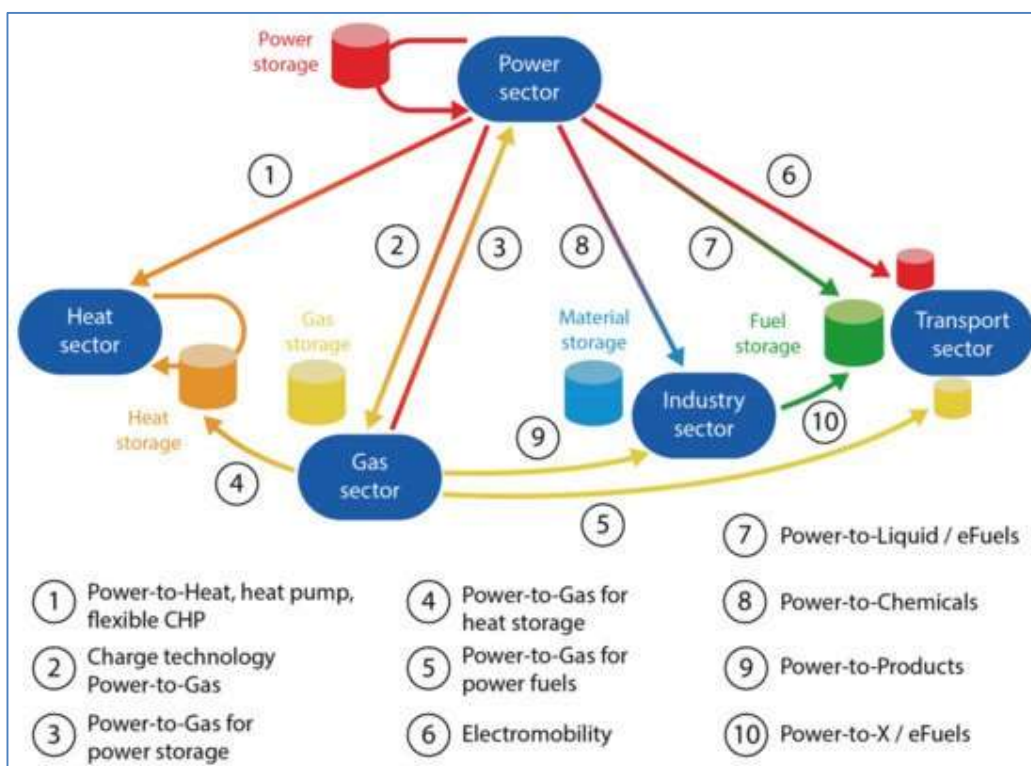 Power
storage
Power
sector
1
2
3
8
7
6
Heat
sector
Gas
storage
Material
storage
Fuel
storage
Transport
sector
Heat
storage
Industry
sector
Gas
sector
4
9
10
5
1 Power-to-Heat, heat pump,
flexible CHP
2 Charge technology
Power-to-Gas
3 Power-to-Gas for
power storage
4 Power-to-Gas for
heat storage
5 Power-to-Gas for
power fuels
6 Electromobility
7 Power-to-Liquid / eFuels
8 Power-to-Chemicals
9 Power-to-Products
10 Power-to-X / eFuels